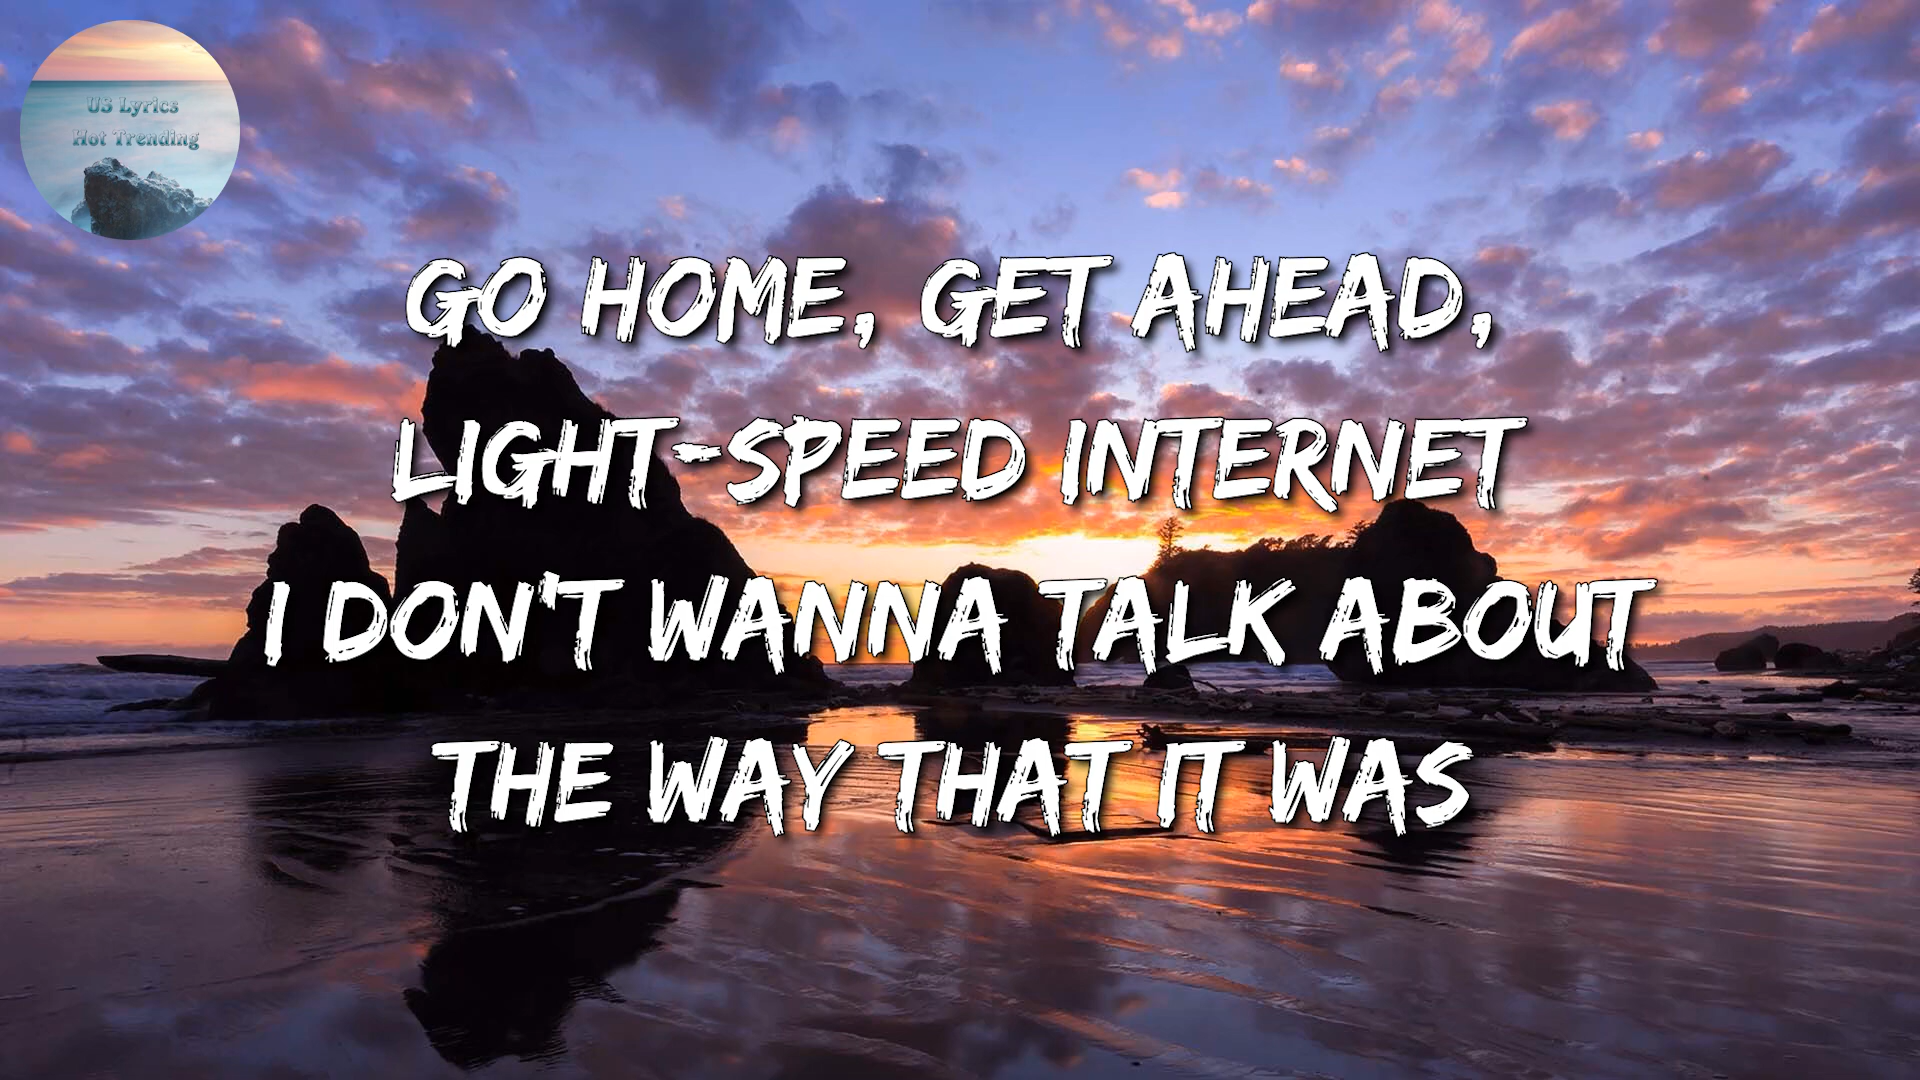 US Lyrics
Hot Trending
GO HOME, GET AHEAD,
LIGHT-SPEED INTERNET
I DON'T WANNA TALK ABOUT
THE WAY THAT IT WAS